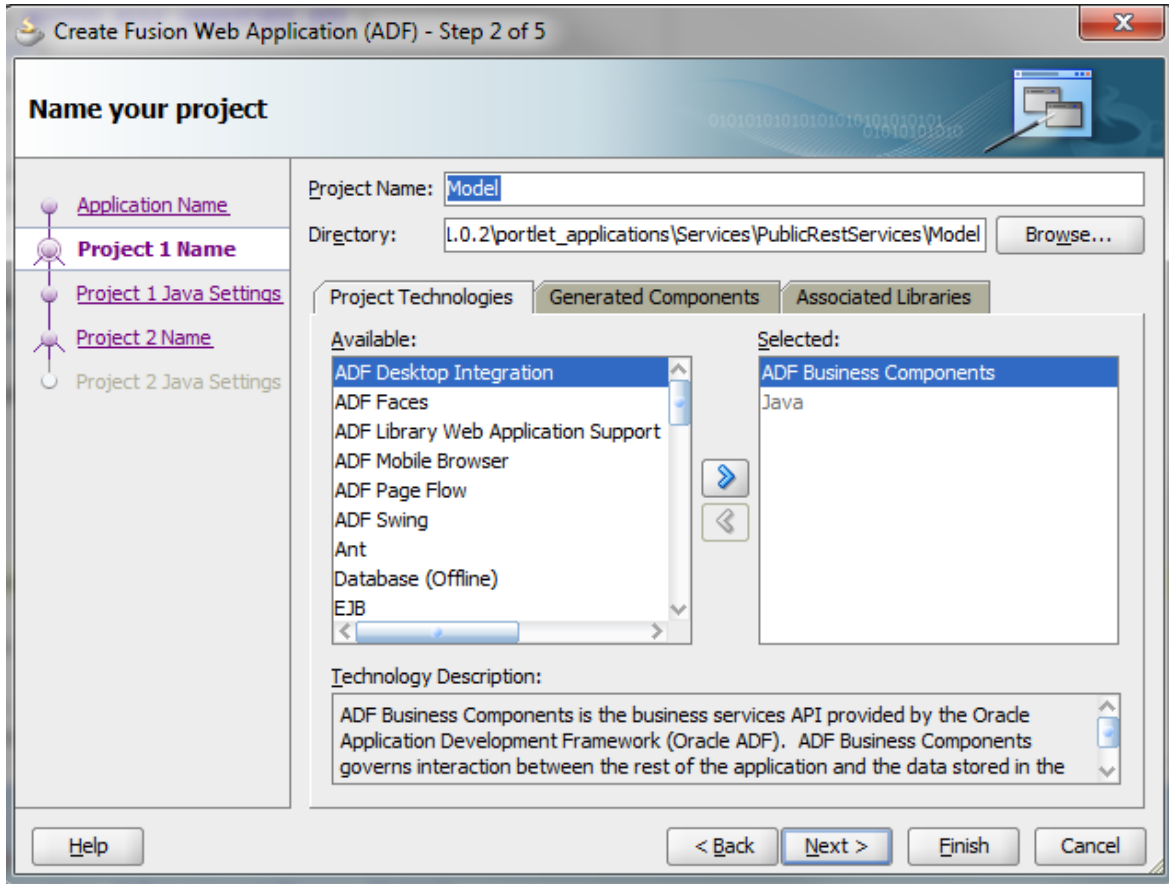 Create Fusion Web Application (ADF) - Step 2 of 5
Name your project
Application Name
Project 1 Name
Project 1 Java Settings
Project 2 Name
Project 2 Java Settings
Project Name: Model
Directory: 1.0.2\portlet_applications\Services\PublicRestServices\Model Browse...
Project Technologies Generated Components Associated Libraries
Available:
ADF Desktop Integration
ADF Faces
ADF Library Web Application Support
ADF Mobile Browser
ADF Page Flow
ADF Swing
Ant
Database (Offline)
EJB
Selected:
ADF Business Components
Java
Technology Description:
ADF Business Components is the business services API provided by the Oracle
Application Development Framework (Oracle ADF).  ADF Business Components
governs interaction between the rest of the application and the data stored in the
Help < Back Next > Finish Cancel